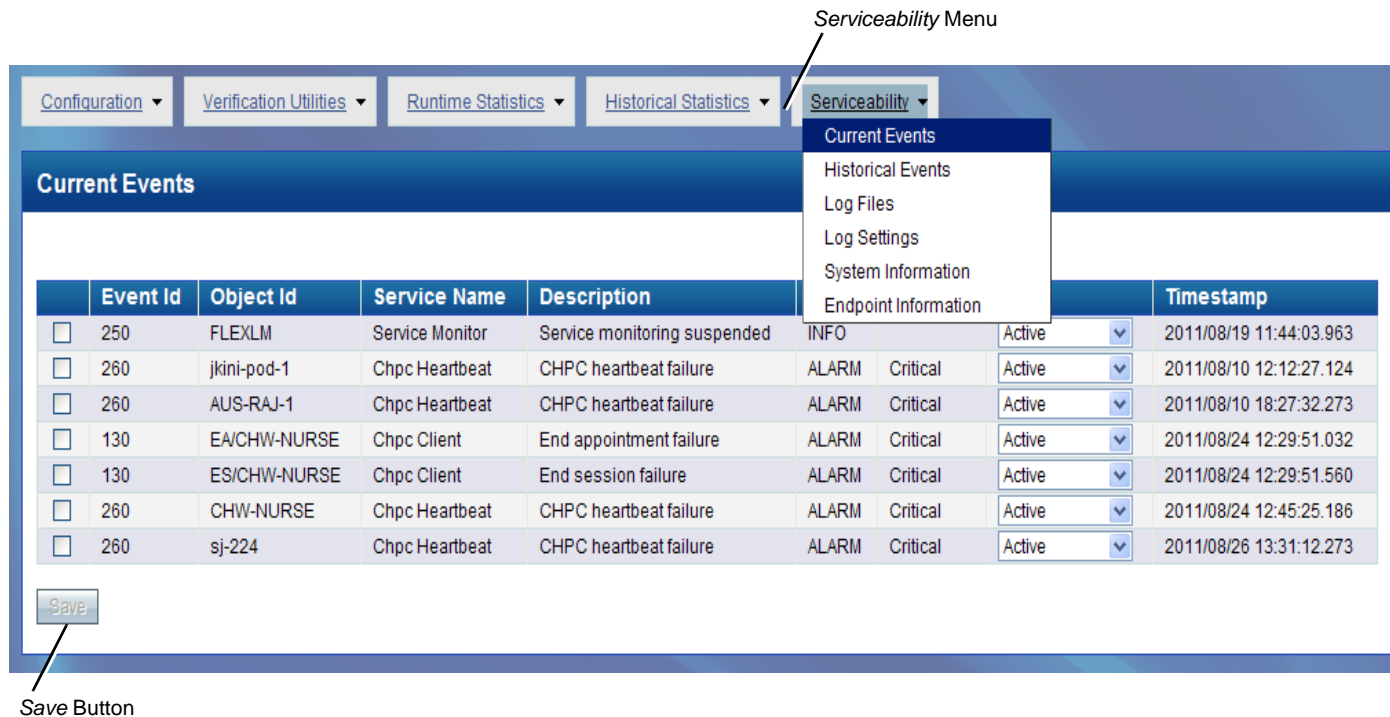 Serviceability Menu
Configuration Verification Utilities Runtime Statistics Historical Statistics Serviceability
Current Events
Historical Events
Log Files
Log Settings
System Information
Endpoint Information
Current Events
Event Id Object Id Service Name Description Timestamp
250 FLEXLM Service Monitor Service monitoring suspended INFO Active 2011/08/19 11:44:03.963
260 jkini-pod-1 Chpc Heartbeat CHPC heartbeat failure ALARM Critical Active 2011/08/10 12:12:27.124
260 AUS-RAJ-1 Chpc Heartbeat CHPC heartbeat failure ALARM Critical Active 2011/08/10 18:27:32.273
130 EA/CHW-NURSE Chpc Client End appointment failure ALARM Critical Active 2011/08/24 12:29:51.032
130 ES/CHW-NURSE Chpc Client End session failure ALARM Critical Active 2011/08/24 12:29:51.560
260 CHW-NURSE Chpc Heartbeat CHPC heartbeat failure ALARM Critical Active 2011/08/24 12:45:25.186
260 sj-224 Chpc Heartbeat CHPC heartbeat failure ALARM Critical Active 2011/08/26 13:31:12.273
Save
Save Button